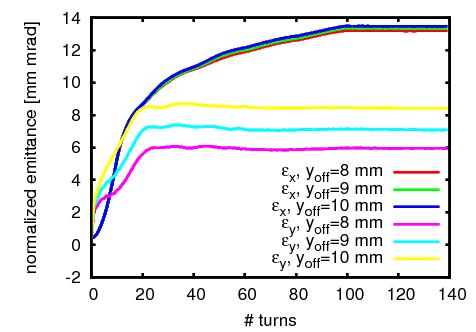 normalized emittance [mm mrad]
14
12
10
8
6
4
2
0
-2
εx, yoff=8 mm
εx, yoff=9 mm
εx, yoff=10 mm
εy, yoff=8 mm
εy, yoff=9 mm
εy, yoff=10 mm
0 20 40 60 80 100 120 140
# turns